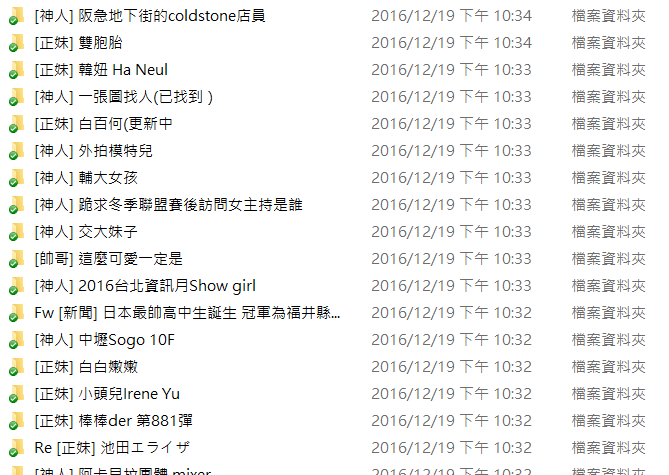 [神人] 阪急地下街的coldstone店員 2016/12/19 下午 10:34 檔案資料夾
[正妹] 雙胞胎 2016/12/19 下午 10:34 檔案資料夾
[正妹] 韓妞 Ha Neul 2016/12/19 下午 10:33 檔案資料夾
[神人] 一張圖找人(已找到 ) 2016/12/19 下午 10:33 檔案資料夾
[正妹] 白百何(更新中 2016/12/19 下午 10:33 檔案資料夾
[神人] 外拍模特兒 2016/12/19 下午 10:33 檔案資料夾
[神人] 輔大女孩 2016/12/19 下午 10:33 檔案資料夾
[神人] 跪求冬季聯盟賽後訪問女主持是誰 2016/12/19 下午 10:33 檔案資料夾
[神人] 交大妹子 2016/12/19 下午 10:33 檔案資料夾
[帥哥] 這麼可愛一定是 2016/12/19 下午 10:33 檔案資料夾
[神人] 2016台北資訊月Show girl 2016/12/19 下午 10:33 檔案資料夾
Fw [新聞] 日本最帥高中生誕生 冠軍為福井縣... 2016/12/19 下午 10:32 檔案資料夾
[神人] 中壢Sogo 10F 2016/12/19 下午 10:32 檔案資料夾
[正妹] 白白嫩嫩 2016/12/19 下午 10:32 檔案資料夾
[正妹] 小頭兒Irene Yu 2016/12/19 下午 10:32 檔案資料夾
[正妹] 棒棒der 第881彈 2016/12/19 下午 10:32 檔案資料夾
Re [正妹] 池田エライザ 2016/12/19 下午 10:32 檔案資料夾
[神人] 阿卡貝拉團體 mixer 2016/12/19 下午 10:32 檔案資料夾